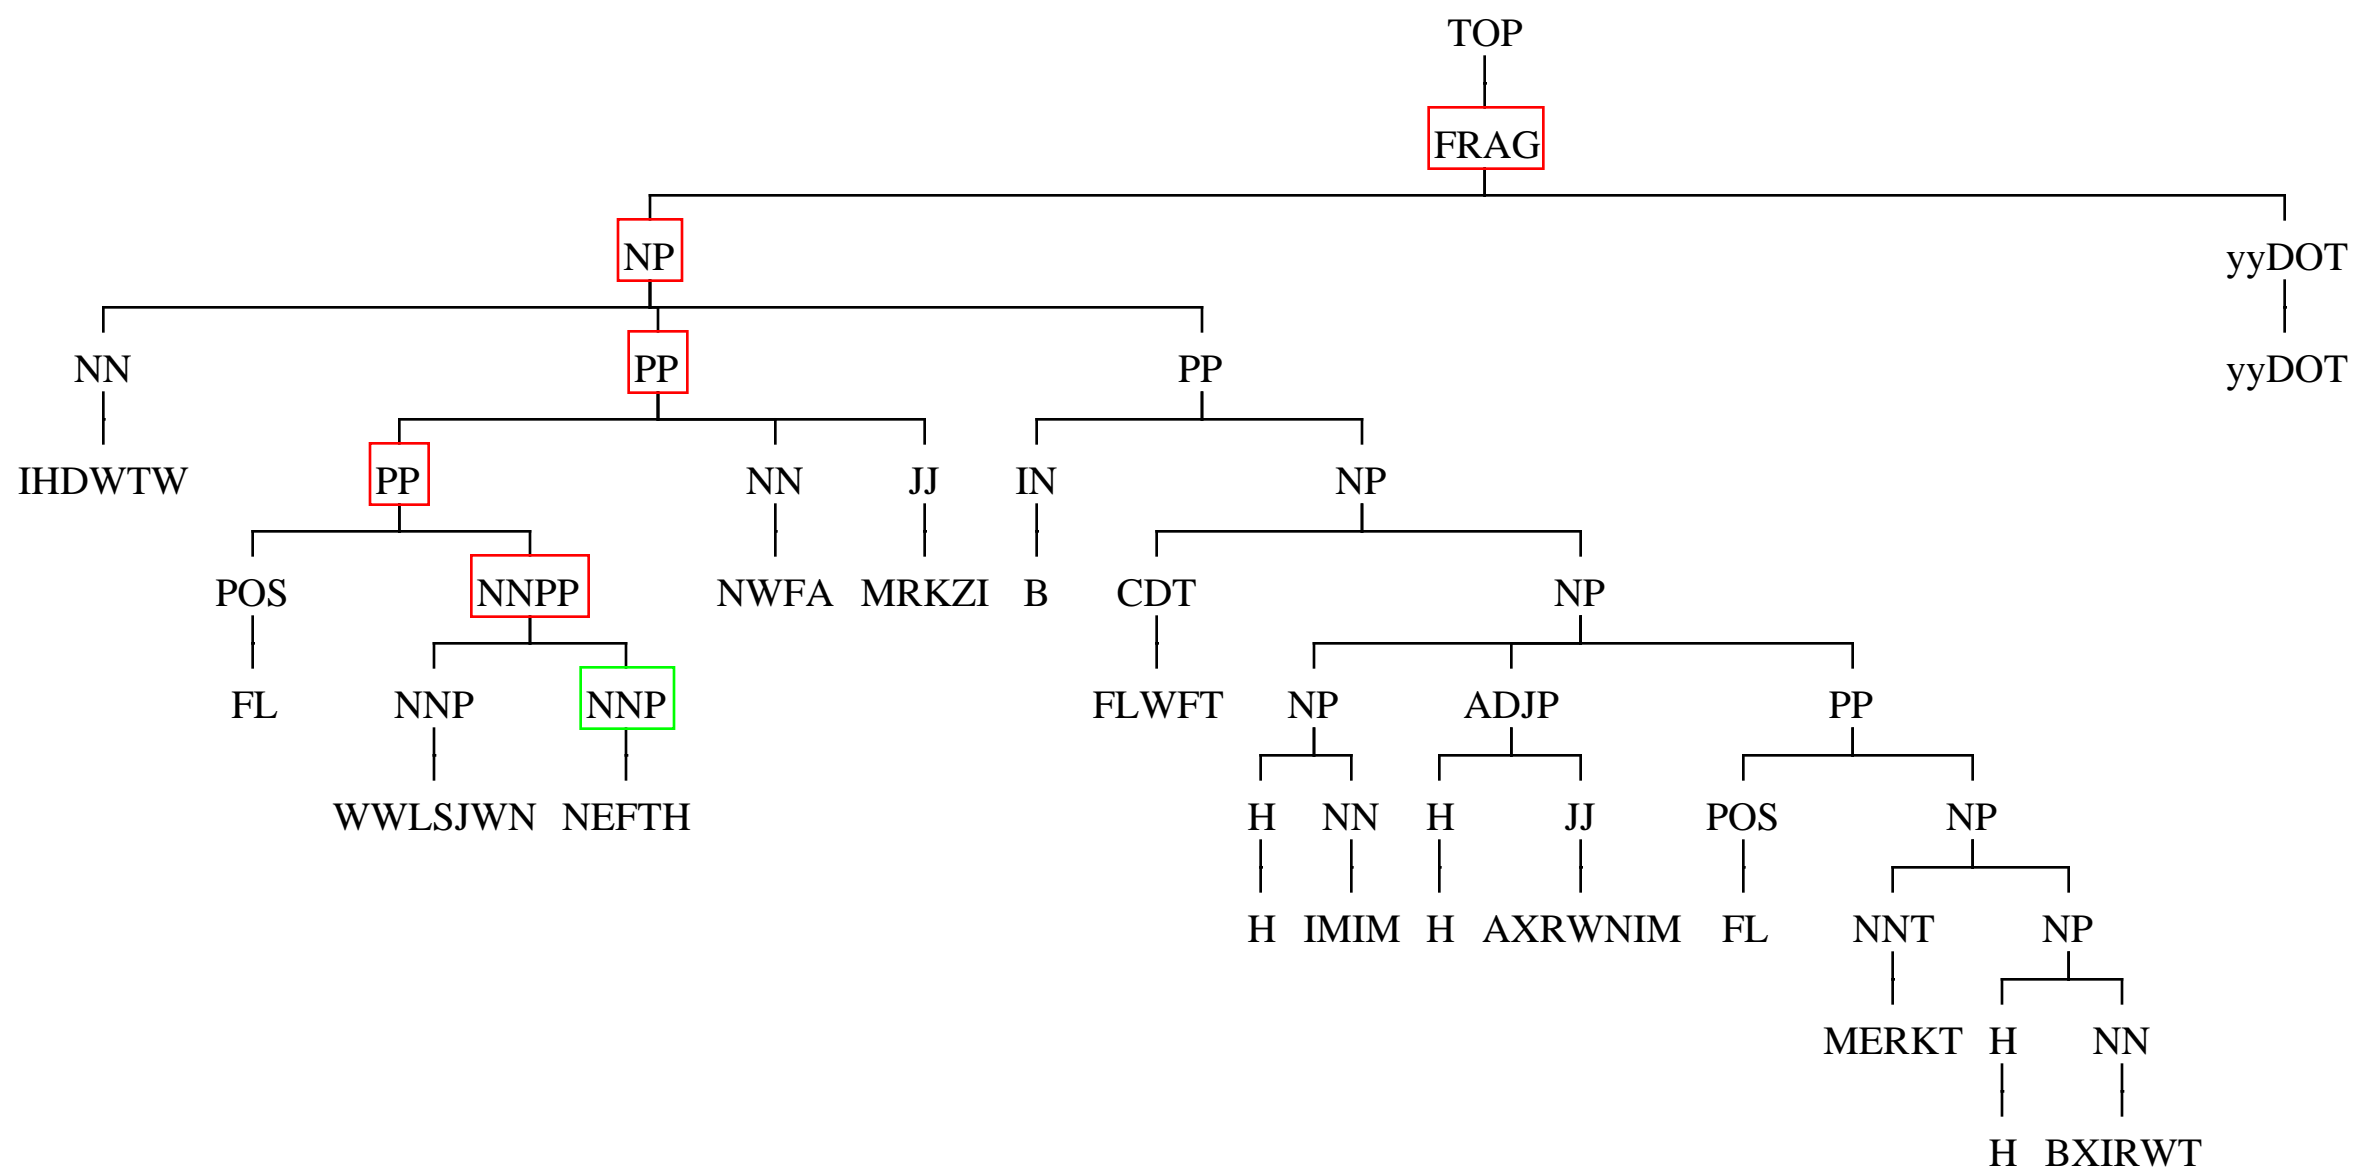 TOP
FRAG
NP yyDOT
NN PP PP yyDOT
IHDWTW PP NN JJ IN NP
POS NNPP NWFA MRKZI B CDT NP
FL NNP NNP FLWFT NP ADJP PP
WWLSJWN NEFTH H NN H JJ POS NP
H IMIM H AXRWNIM FL NNT NP
MERKT H NN
H BXIRWT